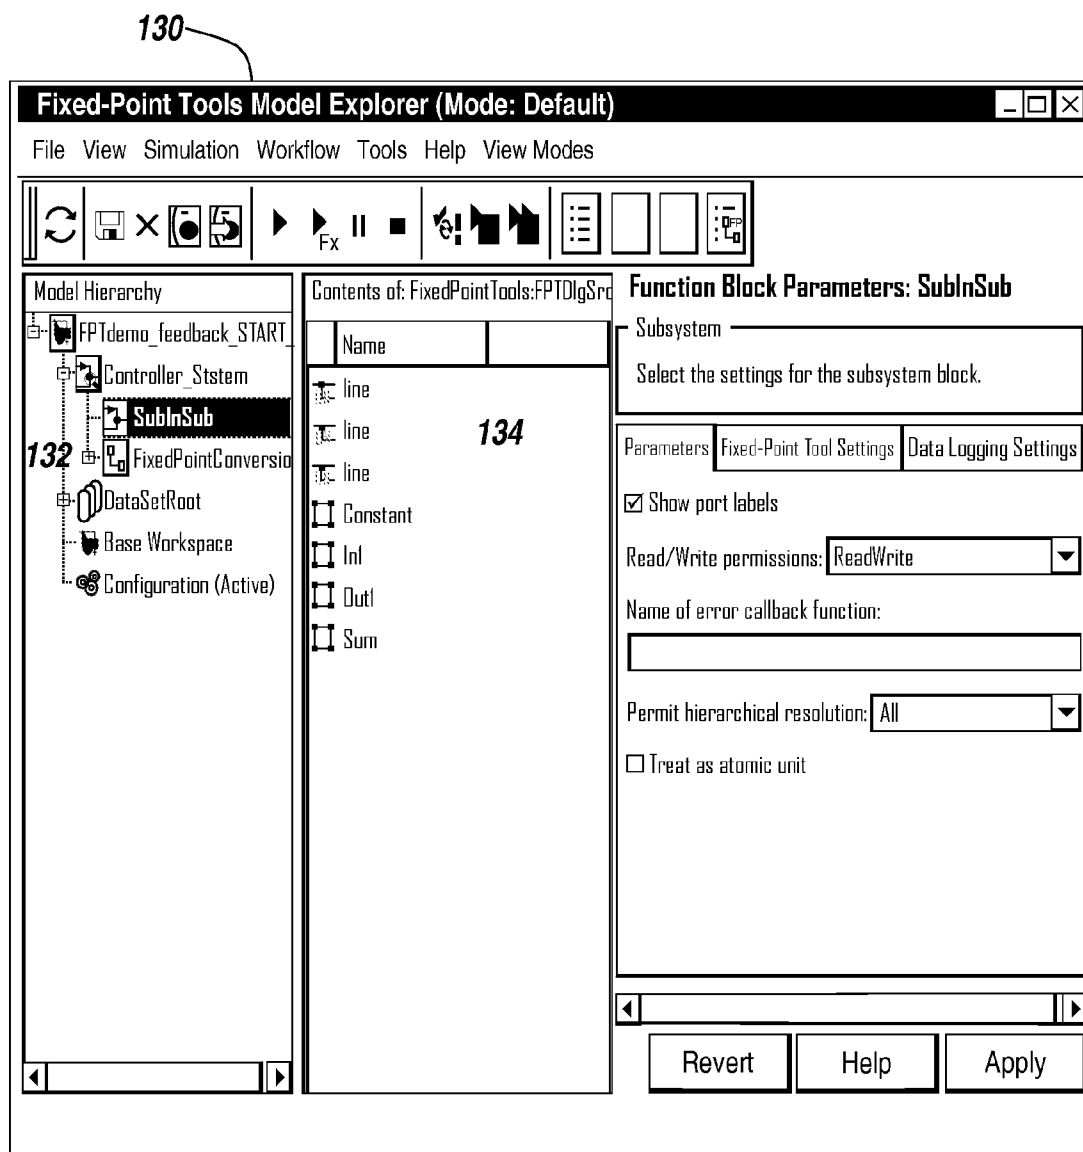 130
Fixed-Point Tools Model Explorer (Mode: Default)
File View Simulation Workflow Tools Help View Modes
Fx
FP
Model Hierarchy
FPTdemo_feedback_START_
Controller_Ststem
SubInSub
132
FixedPointConversio
DataSetRoot
Base Workspace
Configuration (Active)
Contents of: FixedPointTools:FPTDlgSrc
Name
line
line
134
line
Constant
In1
Out1
Sum
Function Block Parameters: SubInSub
Subsystem
Select the settings for the subsystem block.
Parameters Fixed-Point Tool Settings Data Logging Settings
Show port labels
Read/Write permissions: ReadWrite
Name of error callback function:
Permit hierarchical resolution: All
Treat as atomic unit
Revert Help Apply